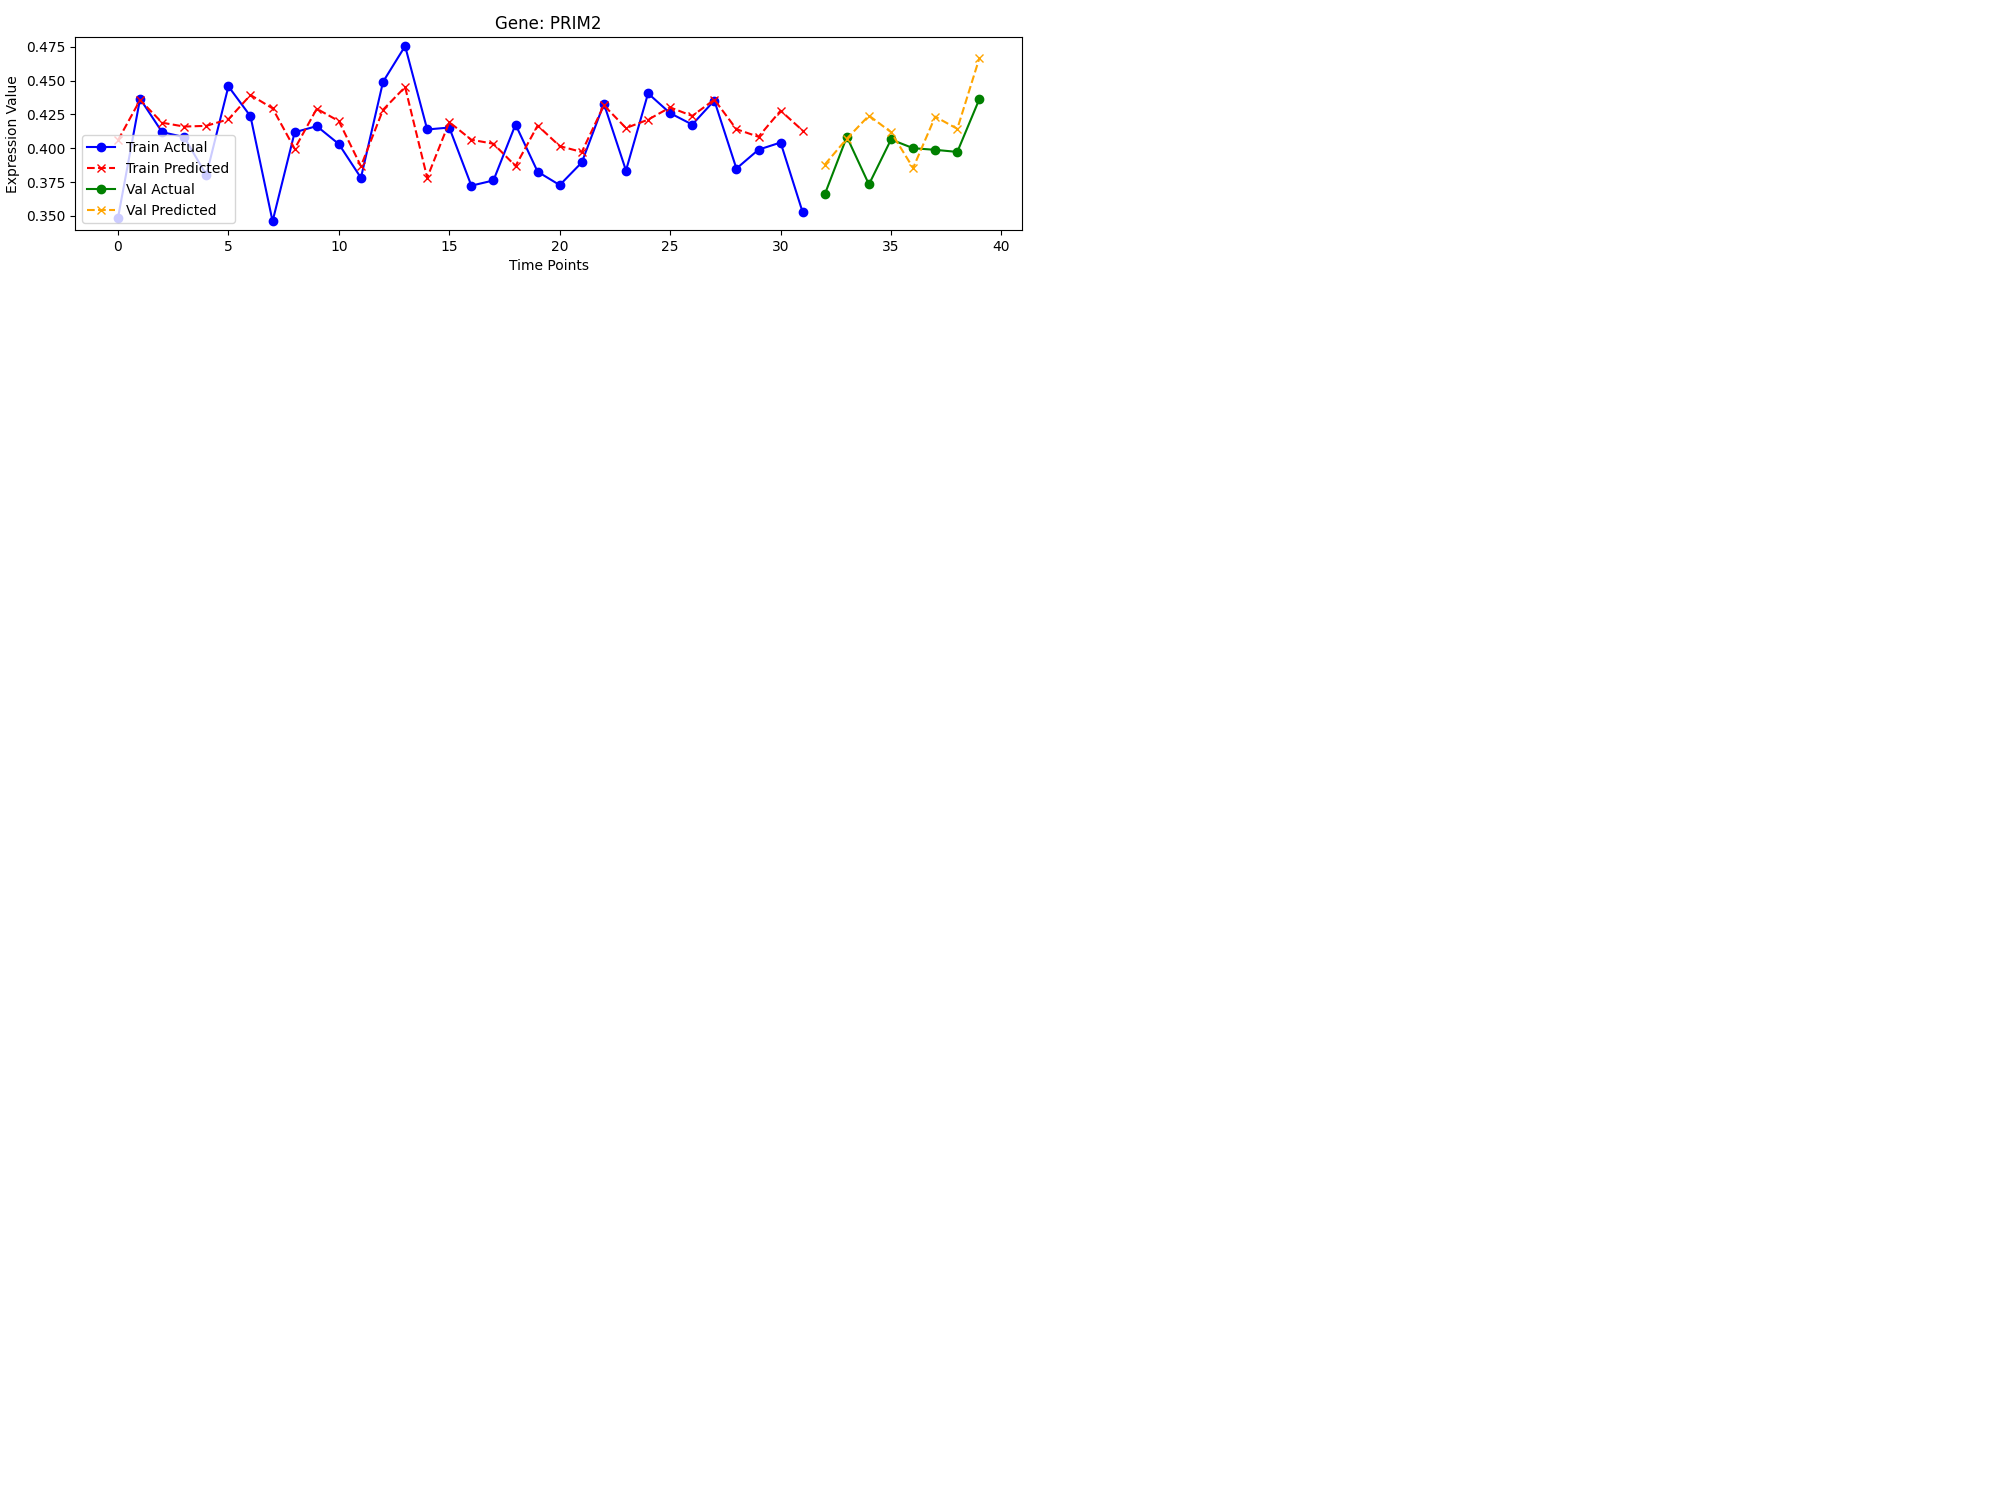 Gene: PRIM2
Expression Value
0.475
0.450
0.425
0.400
0.375
0.350
Train Actual
Train Predicted
Val Actual
Val Predicted
0 5 10 15 20 25 30 35 40
Time Points